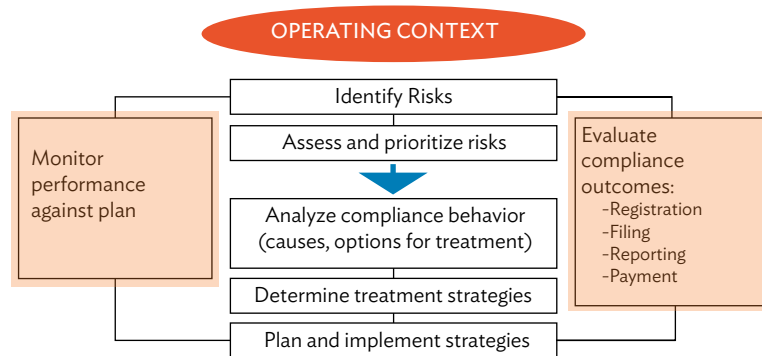 OPERATING CONTEXT
Identify Risks
Assess and prioritize risks
Monitor
performance
against plan
Analyze compliance behavior
(causes, options for treatment)
Determine treatment strategies
Plan and implement strategies
Evaluate
compliance
outcomes:
-Registration
-Filing
-Reporting
-Payment